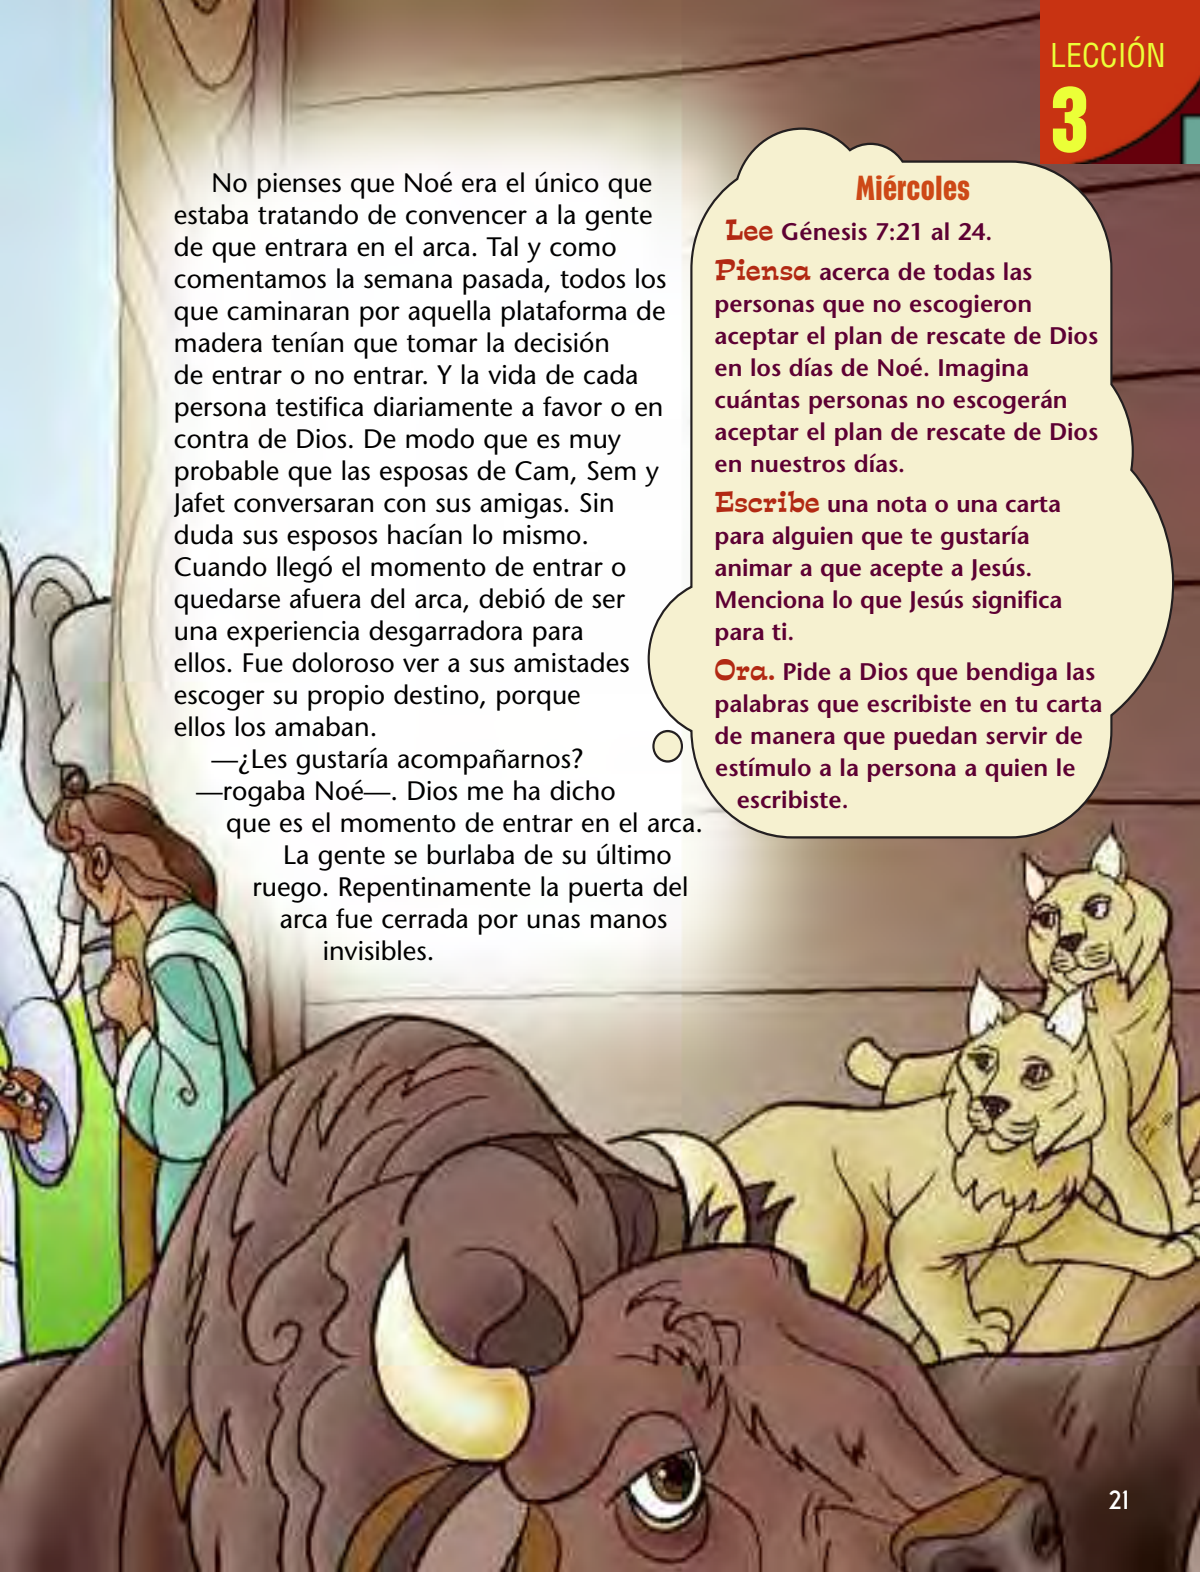 LECCIÓN
3
No pienses que Noé era el único que
estaba tratando de convencer a la gente
de que entrara en el arca. Tal y como
comentamos la semana pasada, todos los
que caminaran por aquella plataforma de
madera tenían que tomar la decisión
de entrar o no entrar. Y la vida de cada
persona testifica diariamente a favor o en
contra de Dios. De modo que es muy
probable que las esposas de Cam, Sem y
Jafet conversaran con sus amigas. Sin
duda sus esposos hacían lo mismo.
Cuando llegó el momento de entrar o
quedarse afuera del arca, debió de ser
una experiencia desgarradora para
ellos. Fue doloroso ver a sus amistades
escoger su propio destino, porque
ellos los amaban.
—¿Les gustaría acompañarnos?
—rogaba Noé—. Dios me ha dicho
que es el momento de entrar en el arca.
La gente se burlaba de su último
ruego. Repentinamente la puerta del
arca fue cerrada por unas manos
invisibles.
Miércoles
Lee Génesis 7:21 al 24.
Piensa acerca de todas las
personas que no escogieron
aceptar el plan de rescate de Dios
en los días de Noé. Imagina
cuántas personas no escogerán
aceptar el plan de rescate de Dios
en nuestros días.
Escribe una nota o una carta
para alguien que te gustaría
animar a que acepte a Jesús.
Menciona lo que Jesús significa
para ti.
Ora. Pide a Dios que bendiga las
palabras que escribiste en tu carta
de manera que puedan servir de
estímulo a la persona a quien le
escribiste.
21